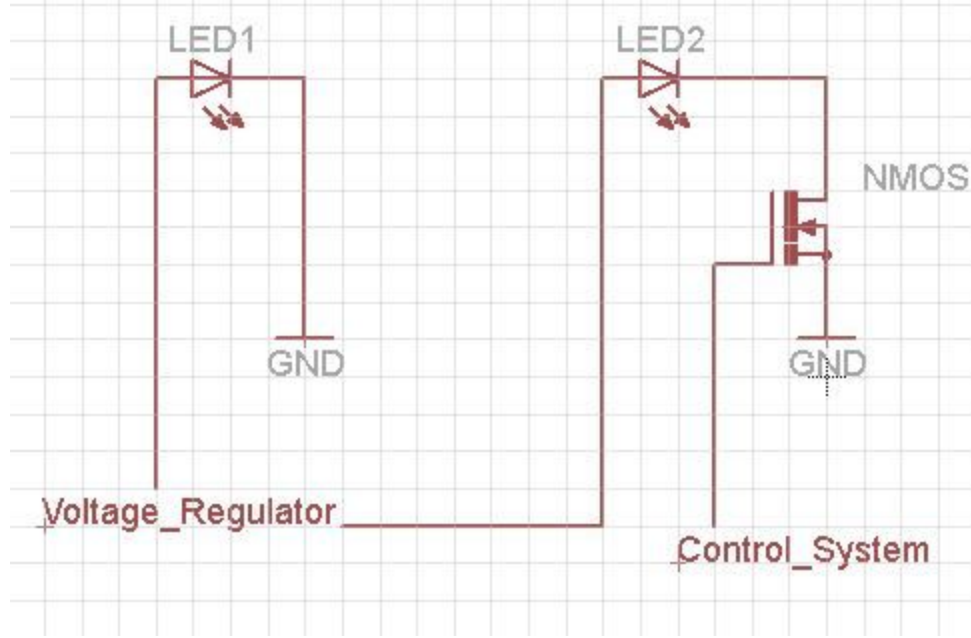 LED1
LED2
NMOS
GND
GND
Voltage_Regulator
Control_System